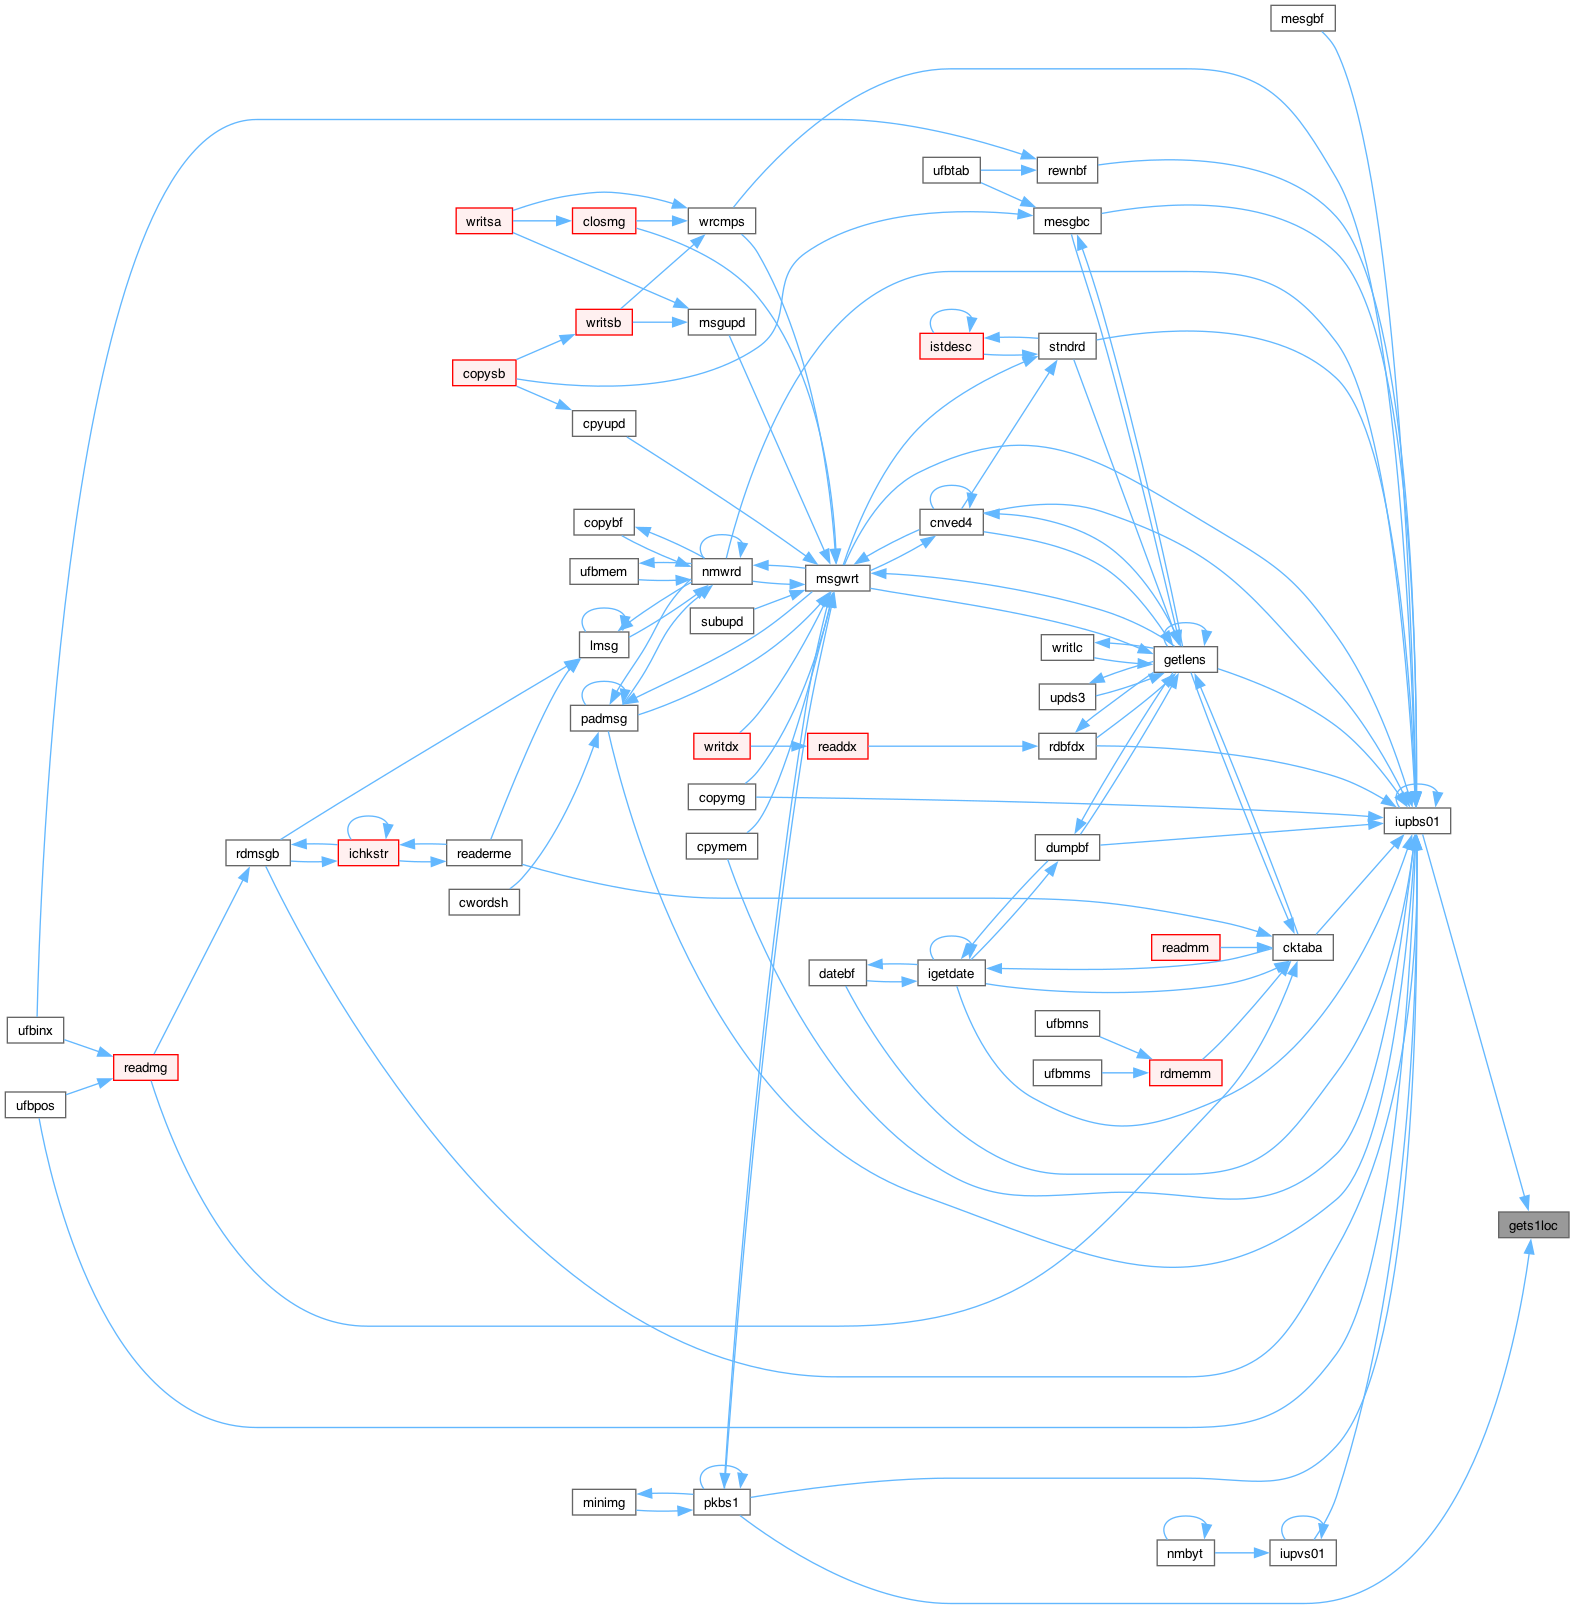 mesgbf
ufbtab
rewnbf
writsa
closmg
wrcmps
mesgbc
writsb
msgupd
istdesc
stndrd
copysb
cpyupd
copybf
cnved4
ufbmem
nmwrd
msgwrt
subupd
lmsg
writlc
getlens
upds3
padmsg
writdx
readdx
rdbfdx
copymg
iupbs01
cpymem
dumpbf
rdmsgb
ichkstr
readerme
cwordsh
readmm
cktaba
datebf
igetdate
ufbinx
ufbmns
readmg
ufbmms
rdmemm
ufbpos
gets1loc
minimg
pkbs1
nmbyt
iupvs01